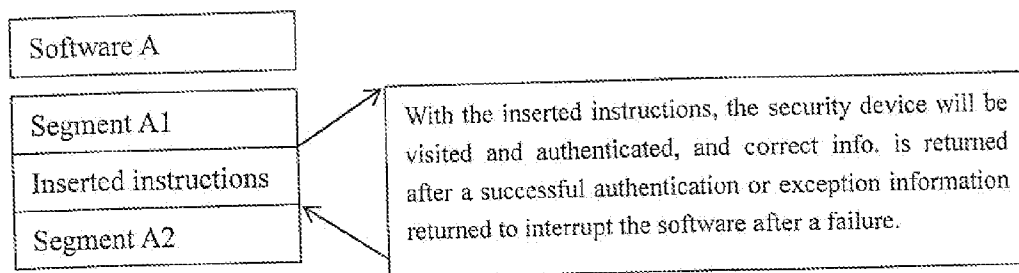 Software A
Segment A1
Inserted instructions
Segment A2
With the inserted instructions, the security device will be
visited and authenticated, and correct info. is returned
after a successful authentication or exception information
returned to interrupt the software after a failure.